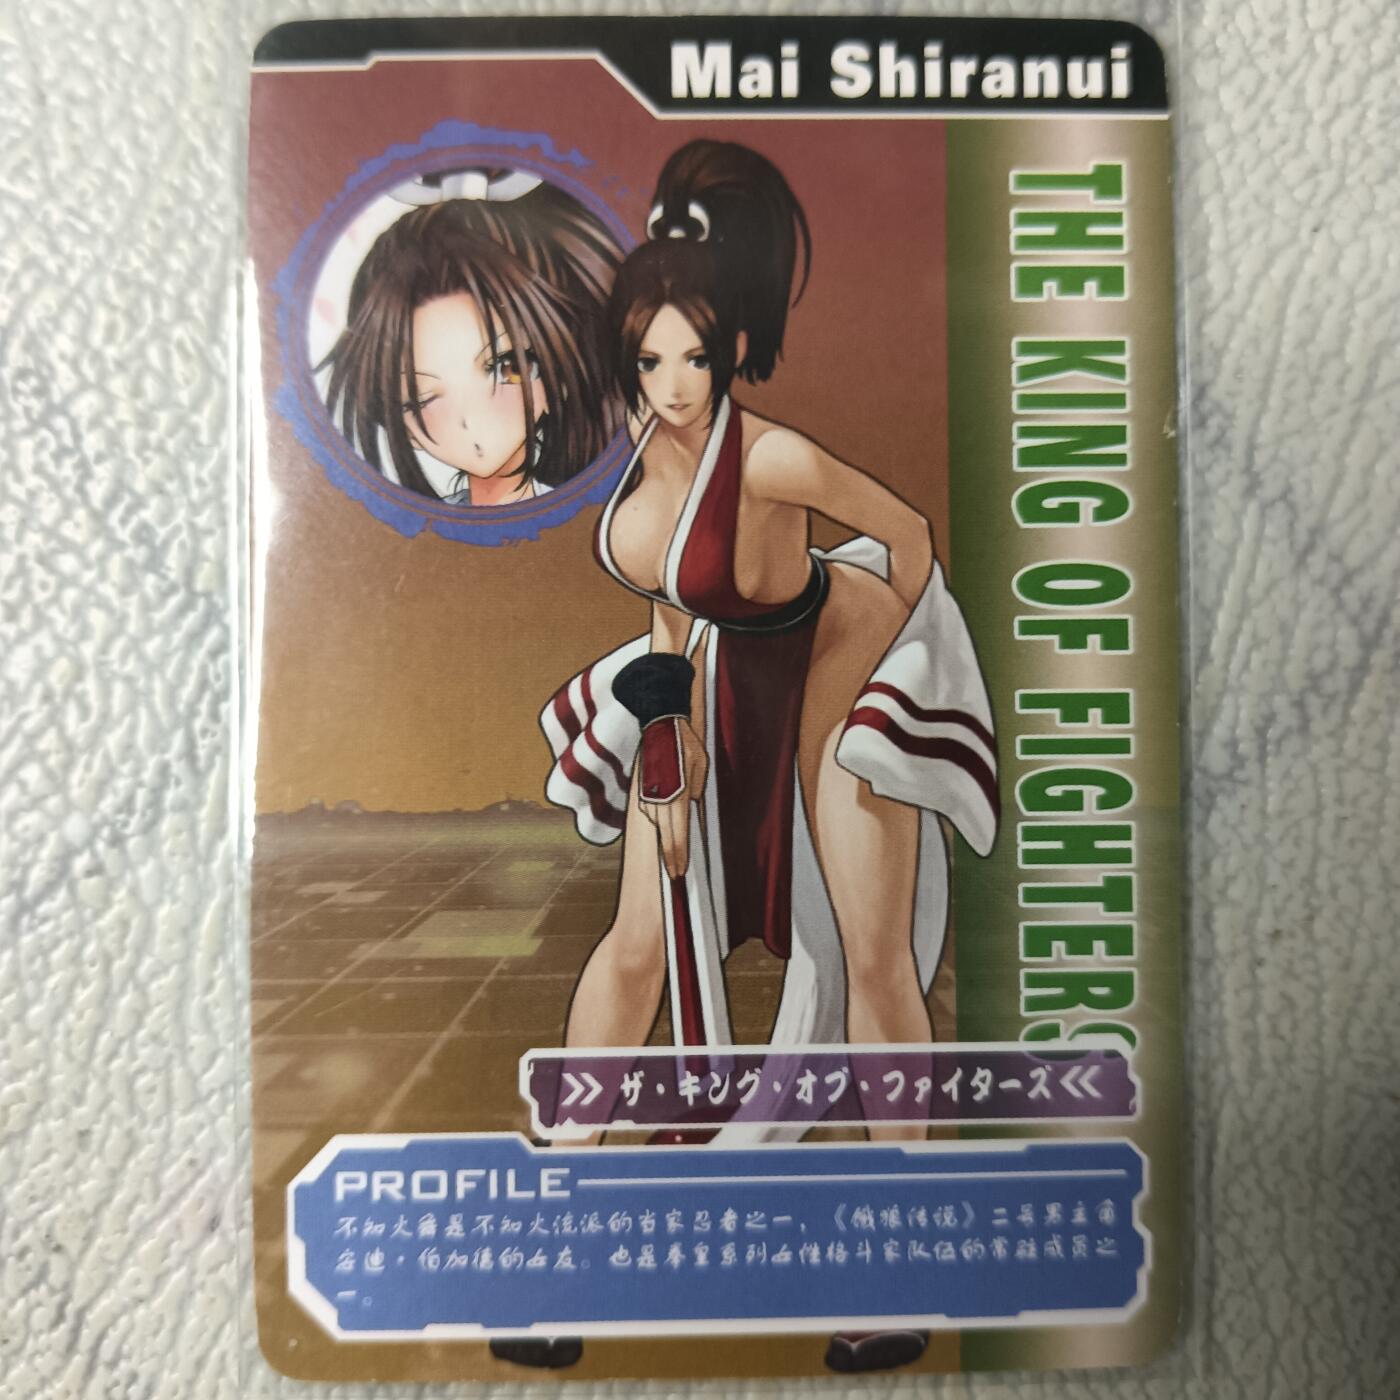 Mai Shiranui
THE KING OF FIGHTERS
>> ザ・キング・オブ・ファイターズ <<
PROFILE
不知火舞是不知火流派的当家忍者之一，《饿狼传说》二号男主角
安迪·伯加德的女友。也是拳皇系列女性格斗家队伍的常驻成员之
一。